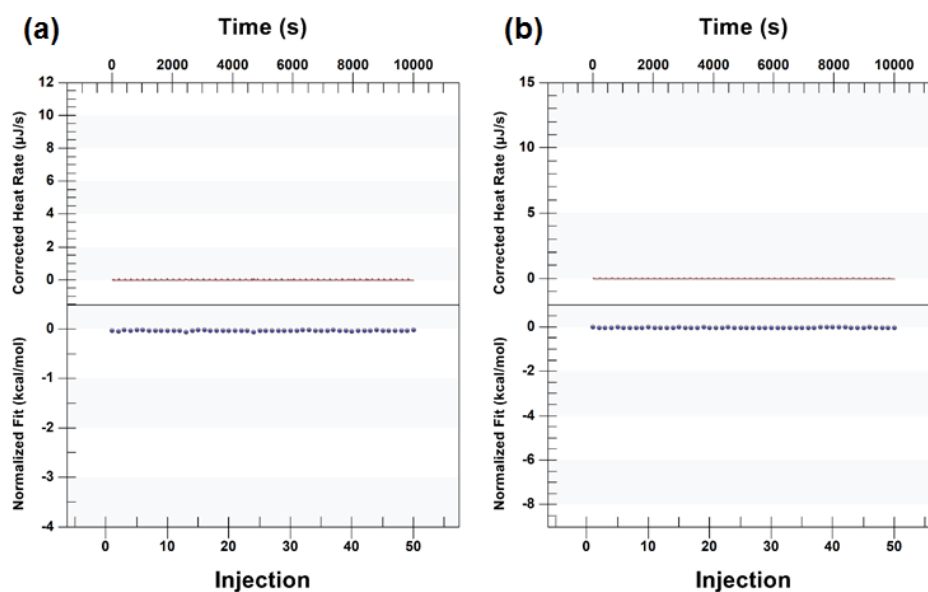 (a)
Time (s)
0 2000 4000 6000 8000 10000
Corrected Heat Rate (µJ/s)
12
10
8
6
4
2
0
Normalized Fit (kcal/mol)
0
-1
-2
-3
-4
0 10 20 30 40 50
Injection
(b)
Time (s)
0 2000 4000 6000 8000 10000
Corrected Heat Rate (µJ/s)
15
10
5
0
Normalized Fit (kcal/mol)
0
-2
-4
-6
-8
0 10 20 30 40 50
Injection